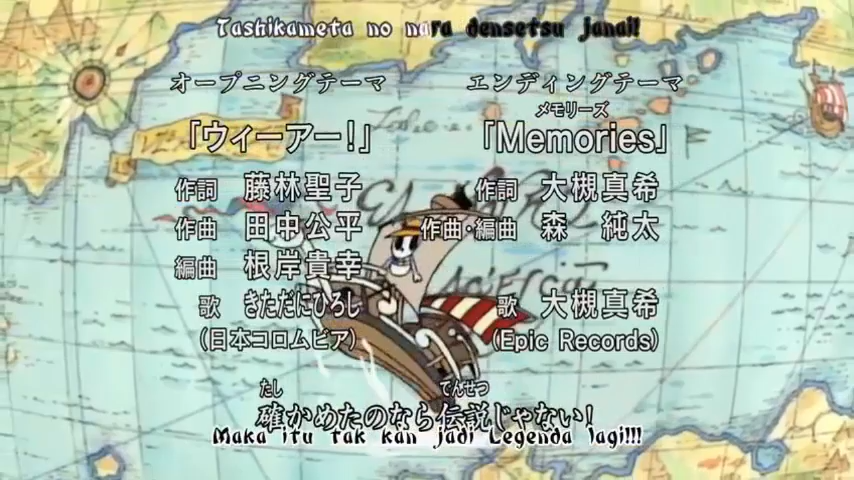 Tashikameta no nara densetsu janai!
オープニングテーマ
「ウィーアー!」
作詞 藤林聖子
作曲 田中公平
編曲 根岸貴幸
歌 きただにひろし
(日本コロムビア)
エンディングテーマ
メモリーズ
「Memories」
作詞 大槻真希
作曲・編曲 森 純太
歌 大槻真希
(Epic Records)
たし でんせつ
確かめたのなら伝説じゃない!
Maka itu tak kan jadi Legenda lagi!!!